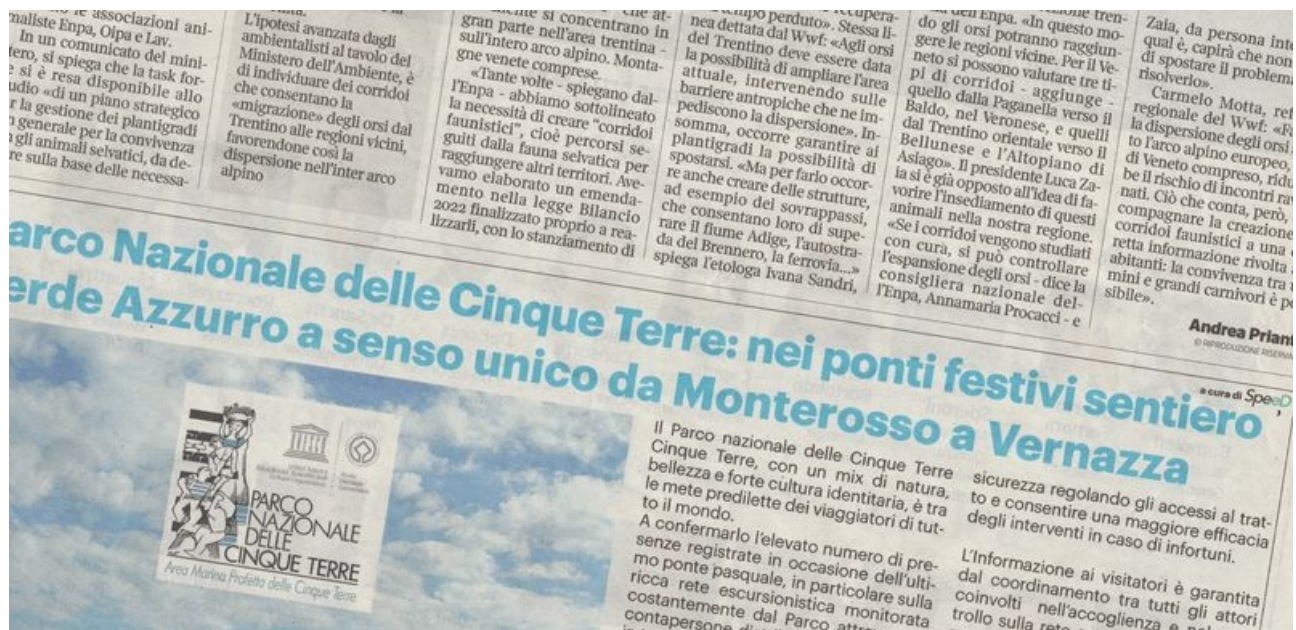 le associazioni ani-
maliste Enpa, Oipa e Lav.
In un comunicato del mini-
si spiega che la task for-
si è resa disponibile allo
«di un piano strategico
la gestione dei plantigradi
generale per la convivenza
gli animali selvatici, da de-
sulla base delle necessa-
L'ipotesi avanzata dagli
ambientalisti al tavolo del
Ministero dell'Ambiente, è
di individuare dei corridoi
che consentano la
«migrazione» degli orsi dal
Trentino alle regioni vicini,
favorendone così la
dispersione nell'inter arco
alpino
si concentrano in
gran parte nell'area trentina -
sull'intero arco alpino. Monta-
gne venete comprese.
«Tante volte - spiegano dal-
l'Enpa - abbiamo sottolineato
la necessità di creare "corridoi
faunistici", cioè percorsi se-
guiti dalla fauna selvatica per
raggiungere altri territori. Ave-
vamo elaborato un emenda-
mento nella legge Bilancio
2022 finalizzato proprio a rea-
lizzarli, con lo stanziamento di
tempo perduto». Stessa li-
nea dettata dal Wwf: «Agli orsi
del Trentino deve essere data
la possibilità di ampliare l'area
attuale, intervenendo sulle
barriere antropiche che ne im-
pediscono la dispersione». In-
somma, occorre garantire ai
plantigradi la possibilità di
spostarsi. «Ma per farlo occor-
re anche creare delle strutture,
ad esempio del sovrappassi,
che consentano loro di supe-
rare il fiume Adige, l'autostra-
da del Brennero, la ferrovia...»
spiega l'etologa Ivana Sandri,
dell'Enpa. «In questo mo-
do gli orsi potranno raggiun-
gere le regioni vicine. Per il Ve-
neto si possono valutare tre ti-
pi di corridoi - aggiunge -
quello dalla Paganella verso il
Baldo, nel Veronese, e quelli
dal Trentino orientale verso il
Bellunese e l'Altopiano di
Asiago». Il presidente Luca Za-
ia si è già opposto all'idea di fa-
vorire l'insediamento di questi
animali nella nostra regione.
«Se i corridoi vengono studiati
con cura, si può controllare
l'espansione degli orsi - dice la
consigliera nazionale del-
l'Enpa, Annamaria Procacci - e
Zaia, da persona
qual è, capirà che non
di spostare il problema
risolverlo».
Carmelo Motta,
regionale del Wwf:
la dispersione degli orsi
l'arco alpino europeo,
di Veneto compreso,
be il rischio di incontri
nati. Ciò che conta, però,
compagnare la creazione
corridoi faunistici a una
retta informazione rivolta
abitanti: la convivenza tra
mini e grandi carnivori è
sibile».
Andrea
© RIPRODUZIONE
a cura di SpeeD
arco Nazionale delle Cinque Terre: nei ponti festivi sentiero
erde Azzurro a senso unico da Monterosso a Vernazza
PARCO
NAZIONALE
DELLE
CINQUE TERRE
Area Marina Protetta delle Cinque Terre
Il Parco nazionale delle Cinque Terre
Cinque Terre, con un mix di natura,
bellezza e forte cultura identitaria, è tra
le mete predilette dei viaggiatori di tut-
to il mondo.
A confermarlo l'elevato numero di pre-
senze registrate in occasione dell'ulti-
mo ponte pasquale, in particolare sulla
ricca rete escursionistica monitorata
costantemente dal Parco
contapersone
sicurezza regolando gli accessi al trat-
to e consentire una maggiore efficacia
degli interventi in caso di infortuni.
L'Informazione ai visitatori è garantita
dal coordinamento tra tutti gli attori
coinvolti nell'accoglienza e
trollo sulla